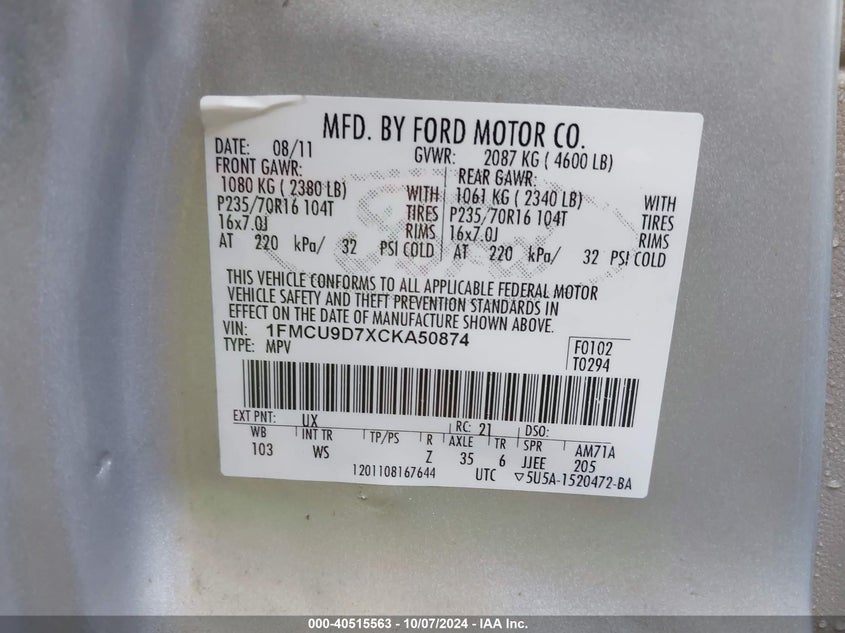 MFD. BY FORD MOTOR CO.
DATE: 08/11 GVWR: 2087 KG ( 4600 LB)
FRONT GAWR: REAR GAWR:
1080 KG ( 2380 LB) WITH 1061 KG ( 2340 LB) WITH
P235/70R16 104T TIRES P235/70R16 104T TIRES
16x7.0J RIMS 16x7.0J RIMS
AT 220 kPa/ 32 PSI COLD AT 220 kPa/ 32 PSI COLD
Ford
THIS VEHICLE CONFORMS TO ALL APPLICABLE FEDERAL MOTOR
VEHICLE SAFETY AND THEFT PREVENTION STANDARDS IN
EFFECT ON THE DATE OF MANUFACTURE SHOWN ABOVE.
VIN: 1FMCU9D7XCKA50874
TYPE: MPV F0102
T0294
EXT PNT: UX RC: 21 DSO:
WB INT TR TP/PS R AXLE TR SPR AM71A
103 WS Z 35 6 JJEE 205
1201108167644 UTC ▽5U5A-1520472-BA
000-40515563 - 10/07/2024 - IAA Inc.